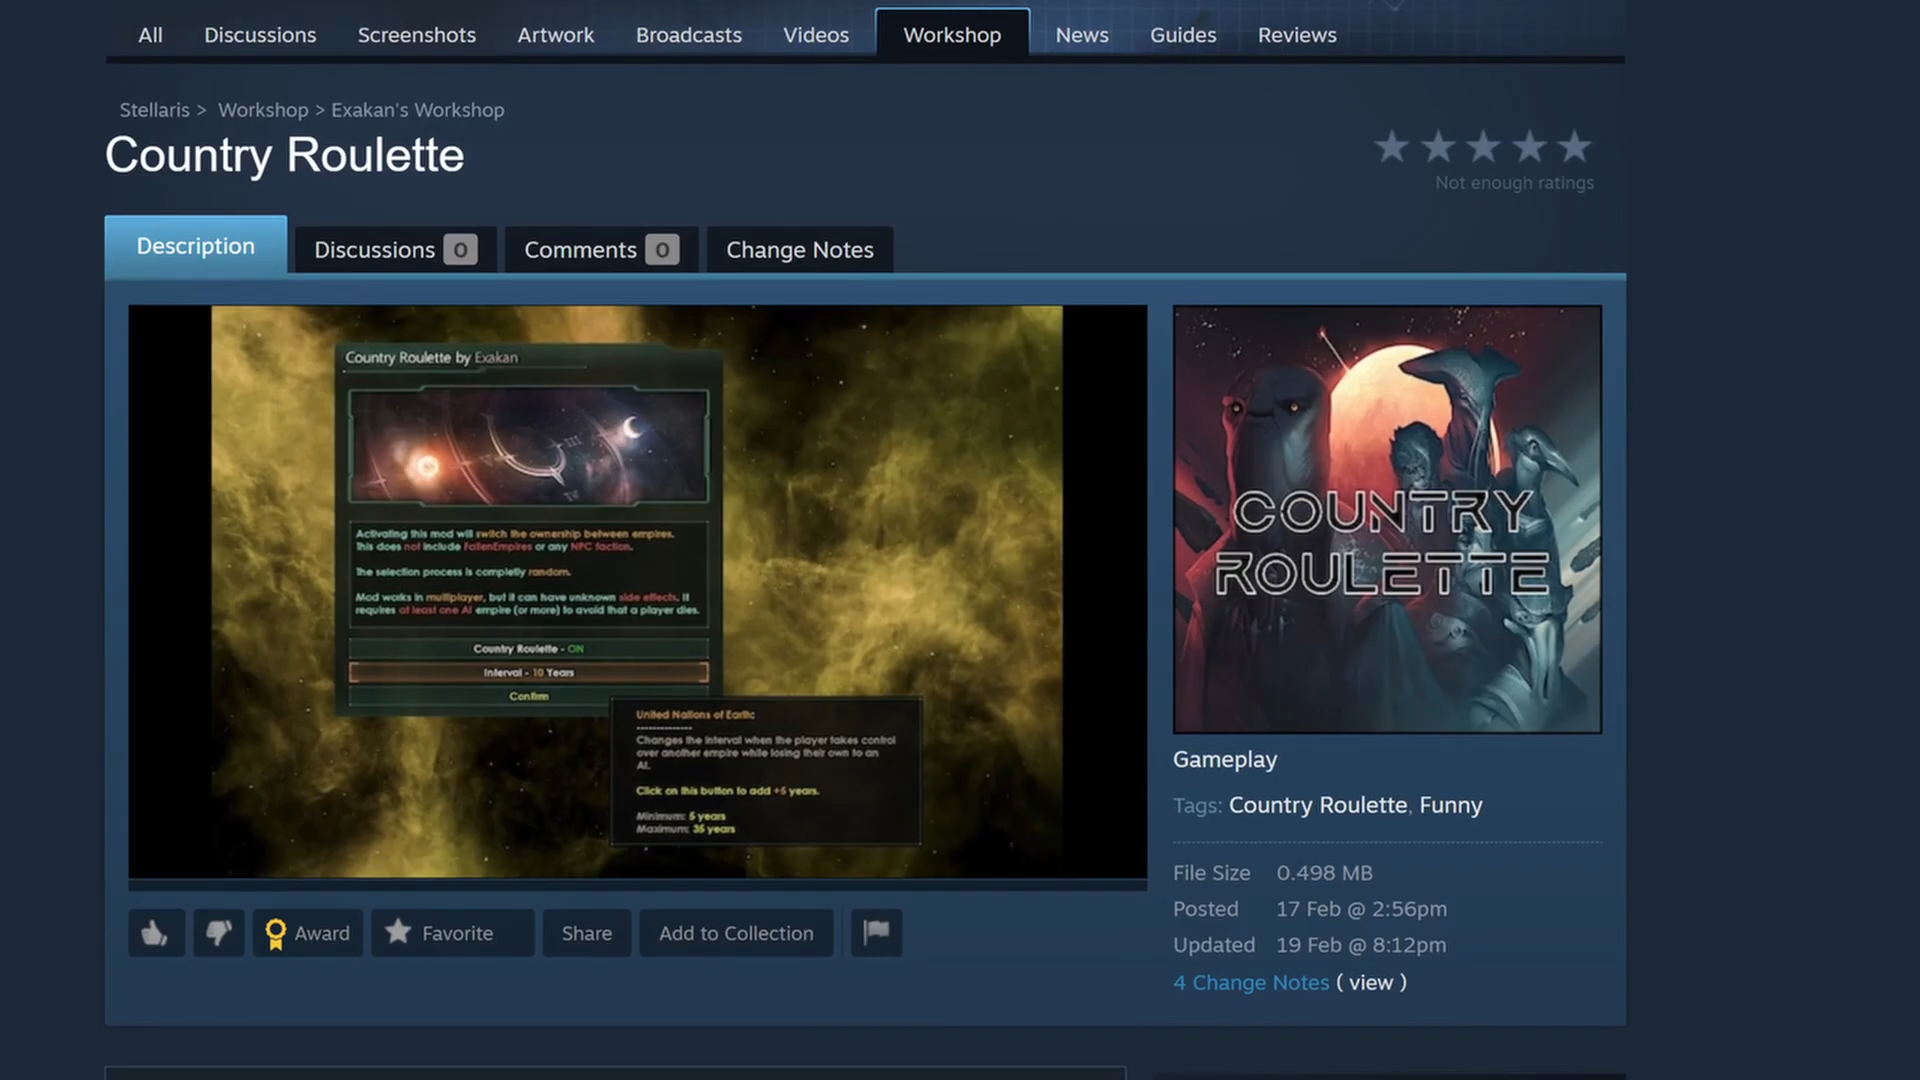 All Discussions Screenshots Artwork Broadcasts Videos Workshop News Guides Reviews
Stellaris > Workshop > Exakan's Workshop
Country Roulette
Not enough ratings
Description Discussions 0 Comments 0 Change Notes
Country Roulette by Exakan
Activating this mod will switch the ownership between empires.
This does not include FallenEmpires or any NPC faction.
The selection process is completly random.
Mod works in multiplayer, but it can have unknown side effects. It
requires at least one AI empire (or more) to avoid that a player dies.
Country Roulette - ON
Interval - 10 Years
Confirm
United Nations of Earth:
---------------
Changes the interval when the player takes control
over another empire while losing their own to an
AI.
Click on this button to add +5 years.
Minimum: 5 years
Maximum: 35 years
COUNTRY
ROULETTE
Gameplay
Tags: Country Roulette, Funny
File Size 0.498 MB
Posted 17 Feb @ 2:56pm
Updated 19 Feb @ 8:12pm
4 Change Notes ( view )
Award Favorite Share Add to Collection